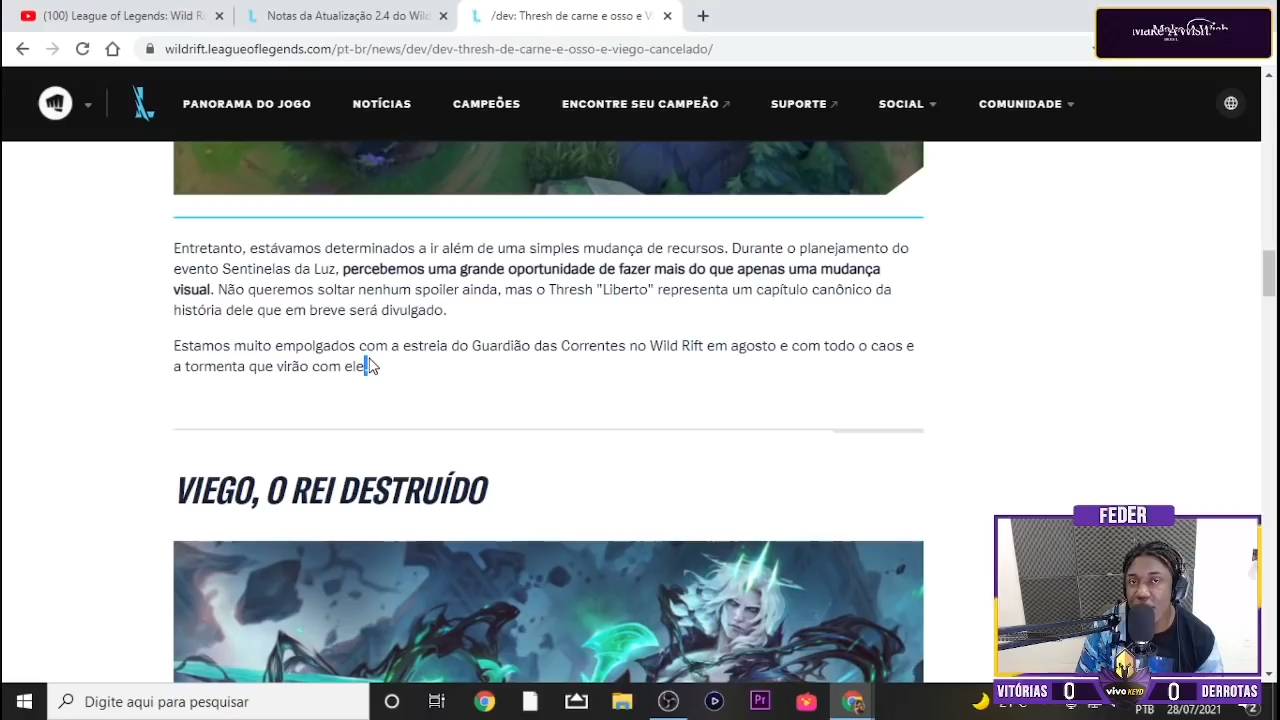 (100) League of Legends: Wild Ri
Notas da Atualização 2.4 do Wild
/dev: Thresh de carne e osso e V
wildrift.leagueoflegends.com/pt-br/news/dev/dev-thresh-de-carne-e-osso-e-viego-cancelado/
PANORAMA DO JOGO
NOTÍCIAS
CAMPEÕES
ENCONTRE SEU CAMPEÃO
SUPORTE
SOCIAL
COMUNIDADE
Entretanto, estávamos determinados a ir além de uma simples mudança de recursos. Durante o planejamento do
evento Sentinelas da Luz, percebemos uma grande oportunidade de fazer mais do que apenas uma mudança
visual. Não queremos soltar nenhum spoiler ainda, mas o Thresh "Liberto" representa um capítulo canônico da
história dele que em breve será divulgado.
Estamos muito empolgados com a estreia do Guardião das Correntes no Wild Rift em agosto e com todo o caos e
a tormenta que virão com ele.
VIEGO, O REI DESTRUÍDO
FEDER
VITÓRIAS 0 vivo KEYD 0 DERROTAS
Digite aqui para pesquisar
Pr
PTB
28/07/2021
2